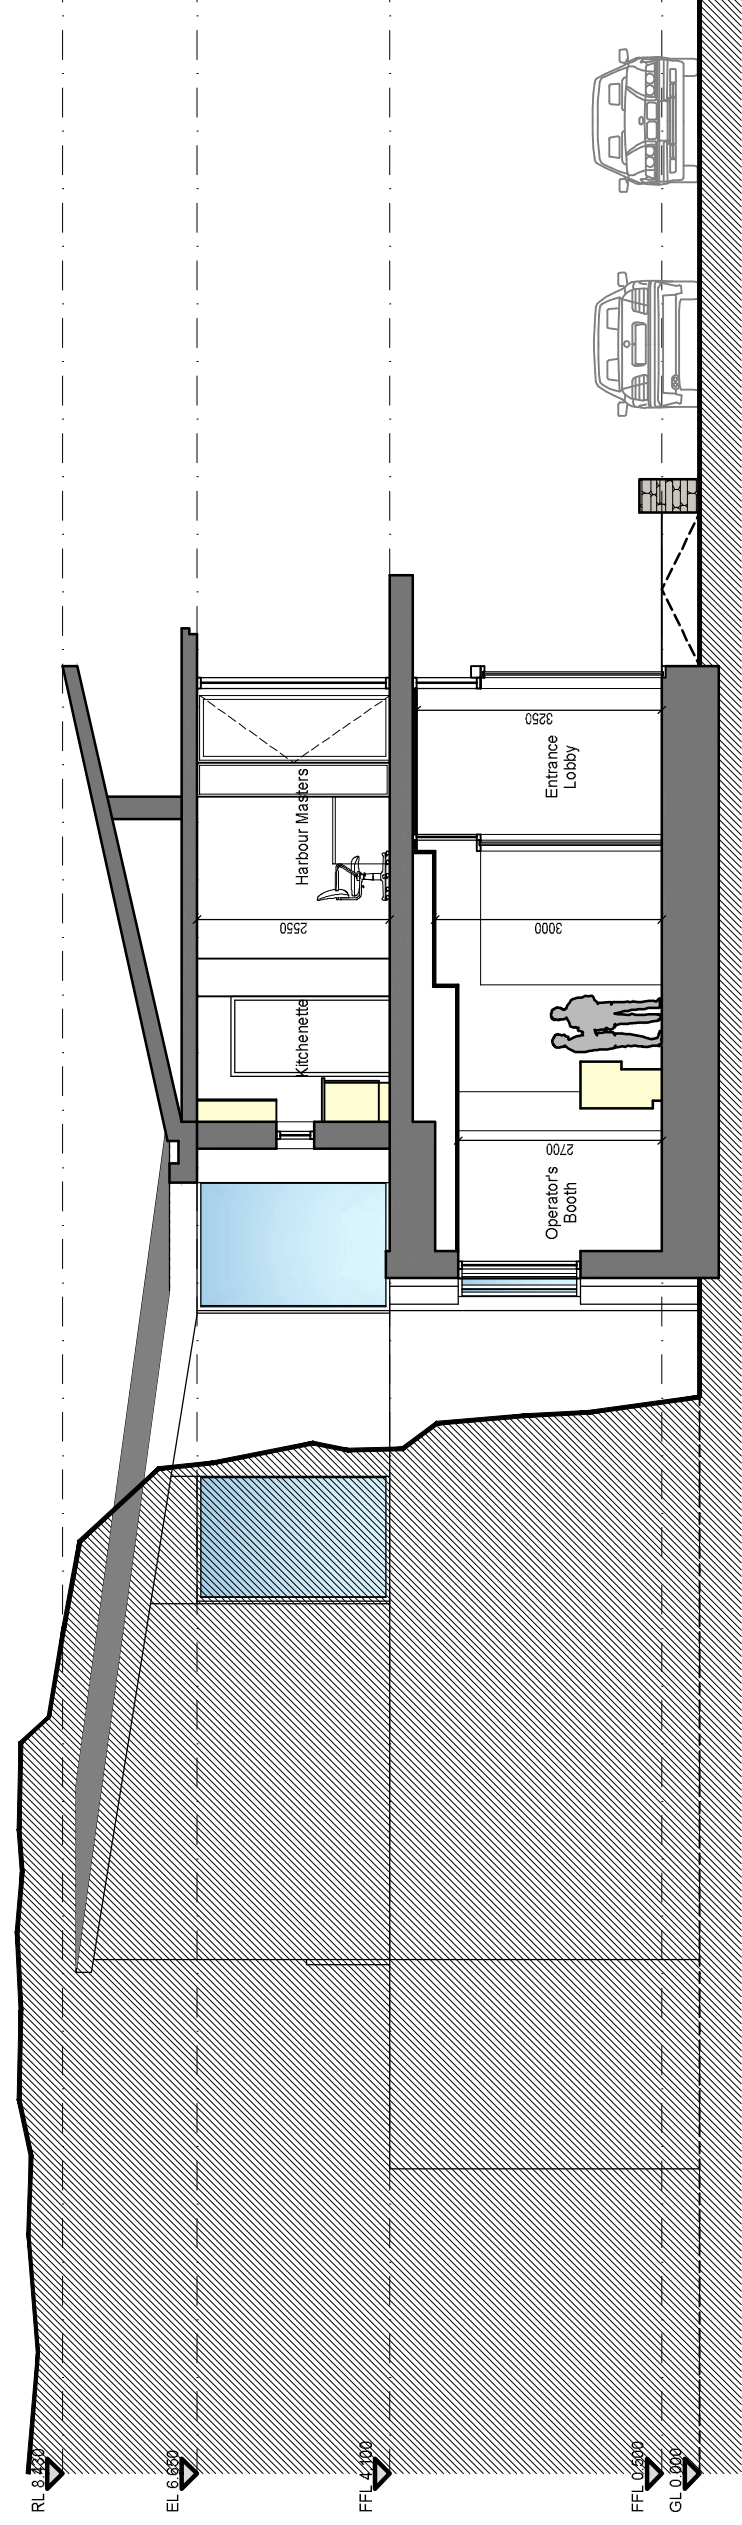 RL 8.430
EL 6.650
FFL 4.100
FFL 0.500
GL 0.000
Kitchenette
2550
Harbour Masters
Operator's
Booth
2700
3000
Entrance
Lobby
3250